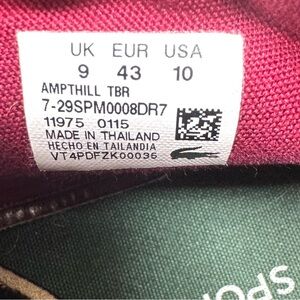 UK EUR USA
9 43 10
AMPTHILL TBR
7-29SPM0008DR7
11975 0115
MADE IN THAILAND
HECHO EN TAILANDIA
VT4PDFZK00036
SPO